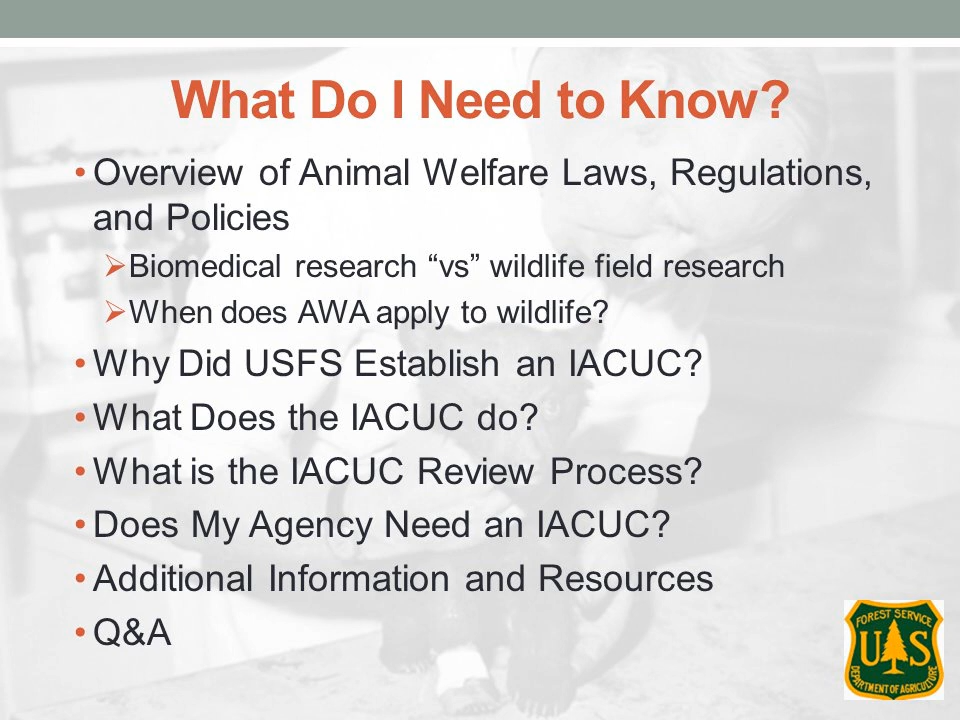 What Do I Need to Know?
• Overview of Animal Welfare Laws, Regulations,
and Policies
➢ Biomedical research “vs” wildlife field research
➢ When does AWA apply to wildlife?
• Why Did USFS Establish an IACUC?
• What Does the IACUC do?
• What is the IACUC Review Process?
• Does My Agency Need an IACUC?
• Additional Information and Resources
• Q&A
FOREST SERVICE
U S
DEPARTMENT OF AGRICULTURE